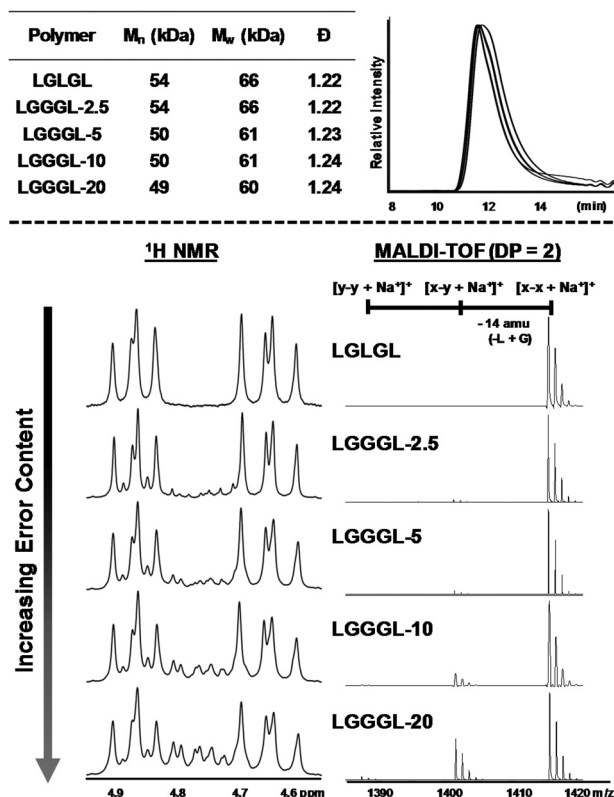 Polymer Mₙ (kDa) M_w (kDa) Đ
LGLGL 54 66 1.22
LGGGL-2.5 54 66 1.22
LGGGL-5 50 61 1.23
LGGGL-10 50 61 1.24
LGGGL-20 49 60 1.24
Relative Intensity
8 10 12 14 (min)
¹H NMR
MALDI-TOF (DP = 2)
[y-y + Na⁺]⁺ [x-y + Na⁺]⁺ [x-x + Na⁺]⁺
- 14 amu
(-L + G)
LGLGL
LGGGL-2.5
LGGGL-5
LGGGL-10
LGGGL-20
Increasing Error Content
4.9 4.8 4.7 4.6 ppm
1390 1400 1410 1420 m/z